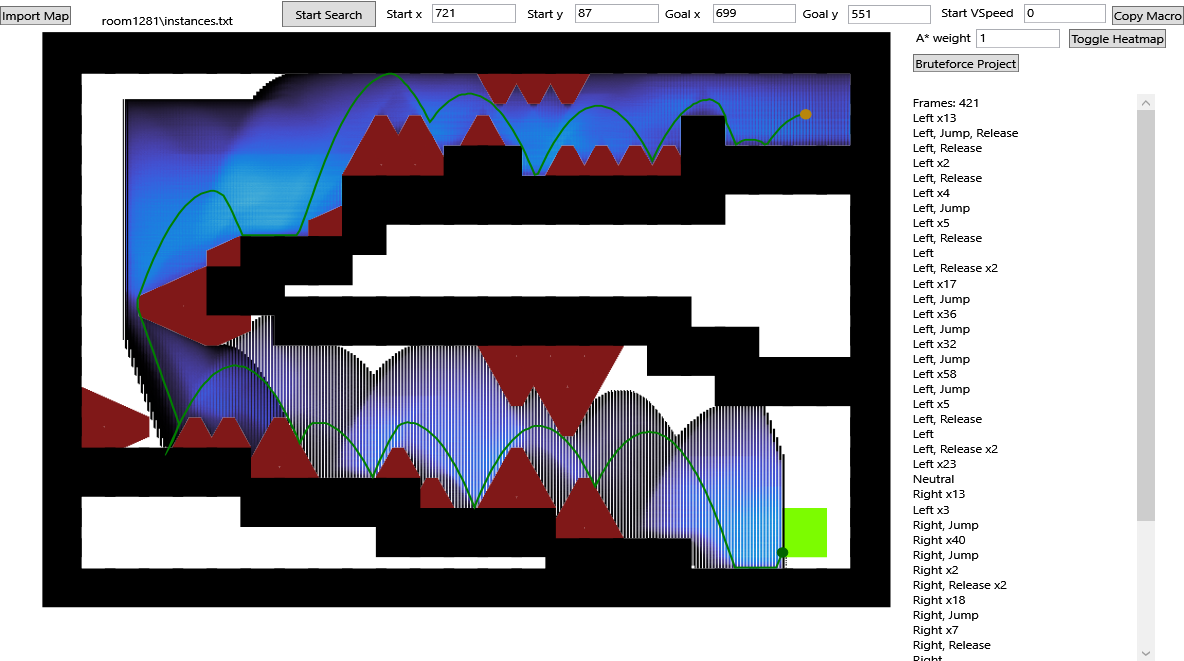 Import Map
room1281\instances.txt
Start Search
Start x 721
Start y 87
Goal x 699
Goal y 551
Start VSpeed 0
Copy Macro
A* weight 1
Toggle Heatmap
Bruteforce Project
Frames: 421
Left x13
Left, Jump, Release
Left, Release
Left x2
Left, Release
Left x4
Left, Jump
Left x5
Left, Release
Left
Left, Release x2
Left x17
Left, Jump
Left x36
Left, Jump
Left x32
Left, Jump
Left x58
Left, Jump
Left x5
Left, Release
Left
Left, Release x2
Left x23
Neutral
Right x13
Left x3
Right, Jump
Right x40
Right, Jump
Right x2
Right, Release x2
Right x18
Right, Jump
Right x7
Right, Release
Right